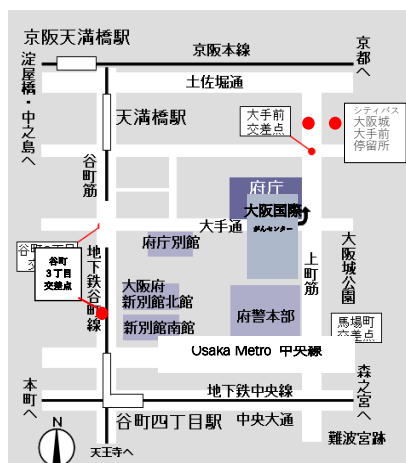 京阪天満橋駅
京阪本線
京都へ
淀屋橋・中之島へ
土佐堀通
天満橋駅
大手前
交差点
シティバス
大阪城
大手前
停留所
谷町筋
府庁
大阪国際
がんセンター
大手通
府庁別館
上町筋
大阪城公園
谷町
３丁目
交差点
地下鉄谷町線
大阪府
新別館北館
新別館南館
府警本部
馬場町
交差点
Osaka Metro 中央線
本町へ
地下鉄中央線
森之宮へ
谷町四丁目駅
中央大通
N
天王寺へ
難波宮跡